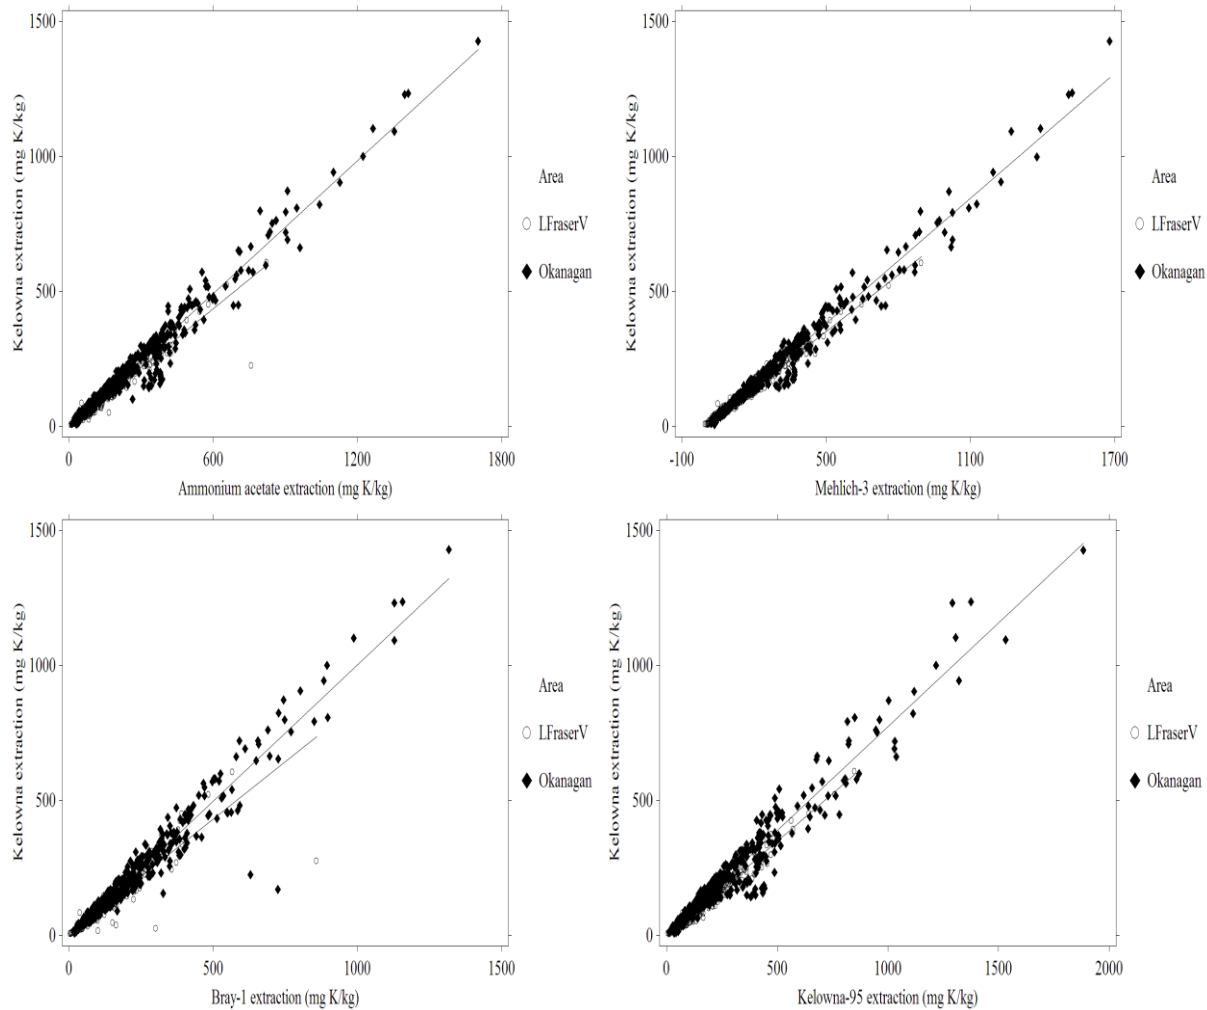 1500
1000
500
0
Kelowna extraction (mg K/kg)
0 600 1200 1800
Ammonium acetate extraction (mg K/kg)
Area
LFraserV
Okanagan
1500
1000
500
0
Kelowna extraction (mg K/kg)
-100 500 1100 1700
Mehlich-3 extraction (mg K/kg)
Area
LFraserV
Okanagan
1500
1000
500
0
Kelowna extraction (mg K/kg)
0 500 1000 1500
Bray-1 extraction (mg K/kg)
Area
LFraserV
Okanagan
1500
1000
500
0
Kelowna extraction (mg K/kg)
0 500 1000 1500 2000
Kelowna-95 extraction (mg K/kg)
Area
LFraserV
Okanagan